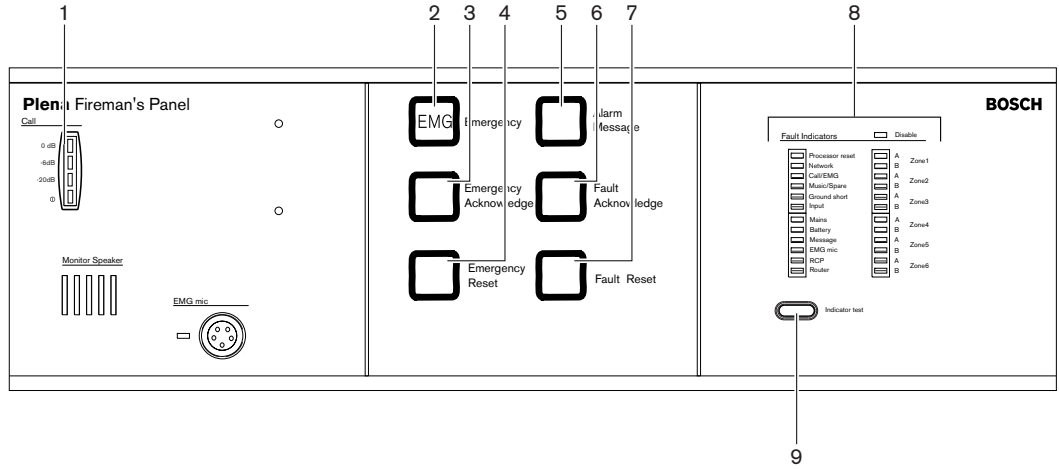 1
2
3
4
5
6
7
8
Plena Fireman's Panel
Call
0 dB
-6dB
-20dB
Monitor Speaker
EMG mic
EMG
Emergency
Alarm
Message
Emergency
Acknowledge
Fault
Acknowledge
Emergency
Reset
Fault Reset
BOSCH
Fault Indicators
Disable
Processor reset
Network
Call/EMG
Music/Spare
Ground short
Input
Mains
Battery
Message
EMG mic
RCP
Router
A
B
Zone1
A
B
Zone2
A
B
Zone3
A
B
Zone4
A
B
Zone5
A
B
Zone6
Indicator test
9